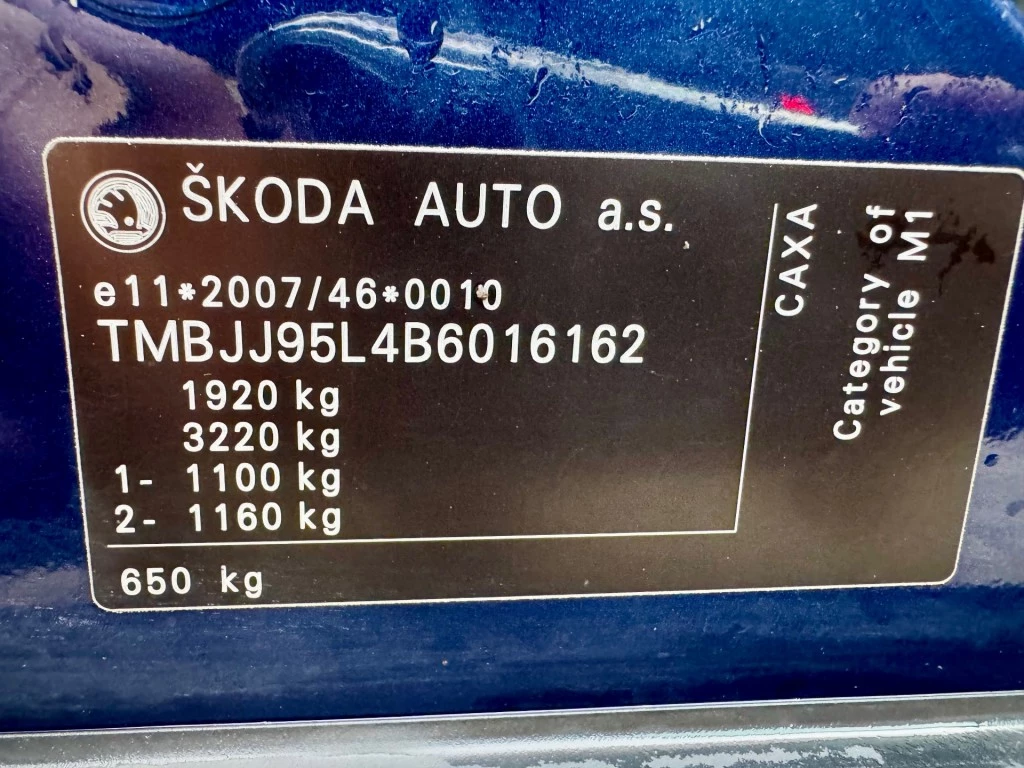 ŠKODA AUTO a.s.
e11*2007/46*0010
TMBJJ95L4B6016162
1920 kg
3220 kg
1- 1100 kg
2- 1160 kg
650 kg
CAXA
Category of
vehicle M1